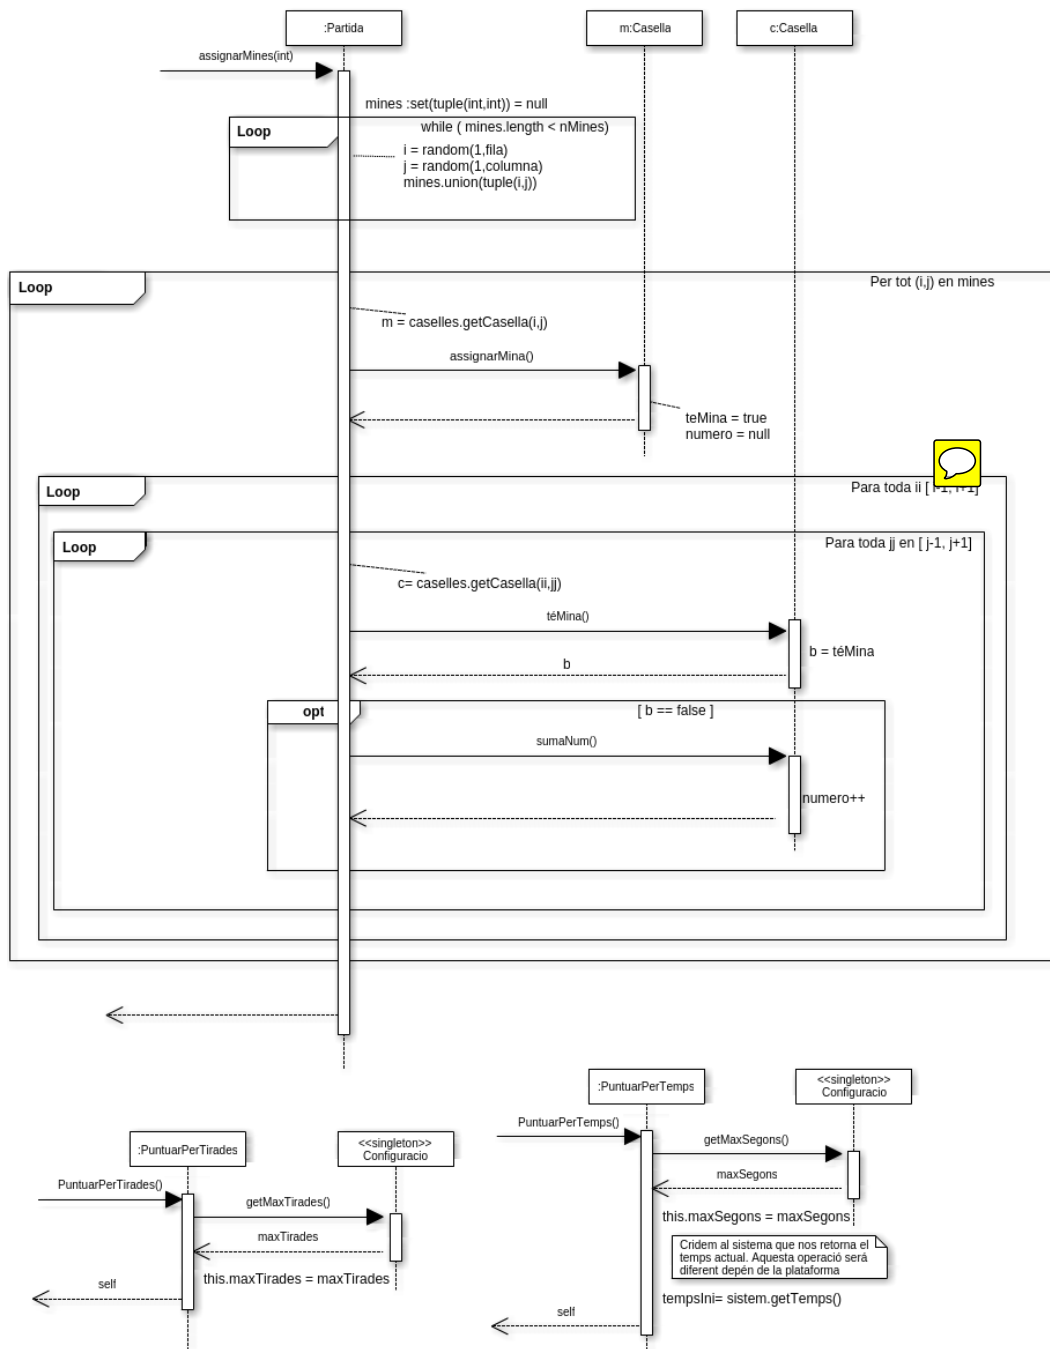 :Partida
m:Casella
c:Casella
assignarMines(int)
mines :set(tuple(int,int)) = null
Loop
while ( mines.length < nMines)
i = random(1,fila)
j = random(1,columna)
mines.union(tuple(i,j))
Loop
Per tot (i,j) en mines
m = caselles.getCasella(i,j)
assignarMina()
teMina = true
numero = null
Loop
Para toda ii [ i-1, i+1]
Loop
Para toda jj en [ j-1, j+1]
c= caselles.getCasella(ii,jj)
téMina()
b = téMina
b
opt
[ b == false ]
sumaNum()
numero++
:PuntuarPerTemps
<<singleton>>
Configuracio
PuntuarPerTemps()
getMaxSegons()
maxSegons
this.maxSegons = maxSegons
Cridem al sistema que nos retorna el
temps actual. Aquesta operació será
diferent depén de la plataforma
tempsIni= sistem.getTemps()
self
:PuntuarPerTirades
<<singleton>>
Configuracio
PuntuarPerTirades()
getMaxTirades()
maxTirades
this.maxTirades = maxTirades
self